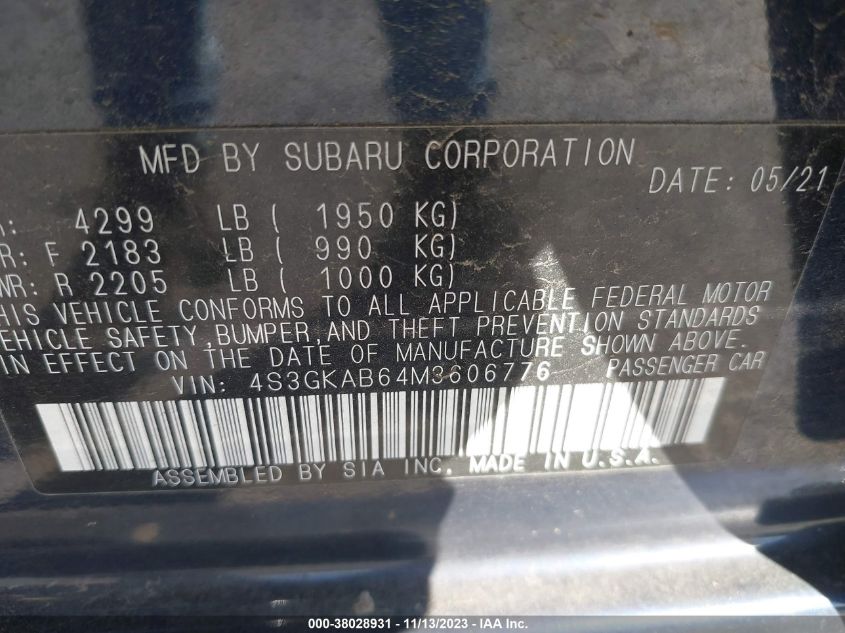 MFD BY SUBARU CORPORATION
DATE: 05/21
4299 LB ( 1950 KG)
R: F 2183 LB ( 990 KG)
WR: R 2205 LB ( 1000 KG)
HIS VEHICLE CONFORMS TO ALL APPLICABLE FEDERAL MOTOR
EHICLE SAFETY, BUMPER, AND THEFT PREVENTION STANDARDS
IN EFFECT ON THE DATE OF MANUFACTURE SHOWN ABOVE.
VIN: 4S3GKAB64M3606776 PASSENGER CAR
ASSEMBLED BY SIA INC, MADE IN U.S.A.
000-38028931 - 11/13/2023 - IAA Inc.